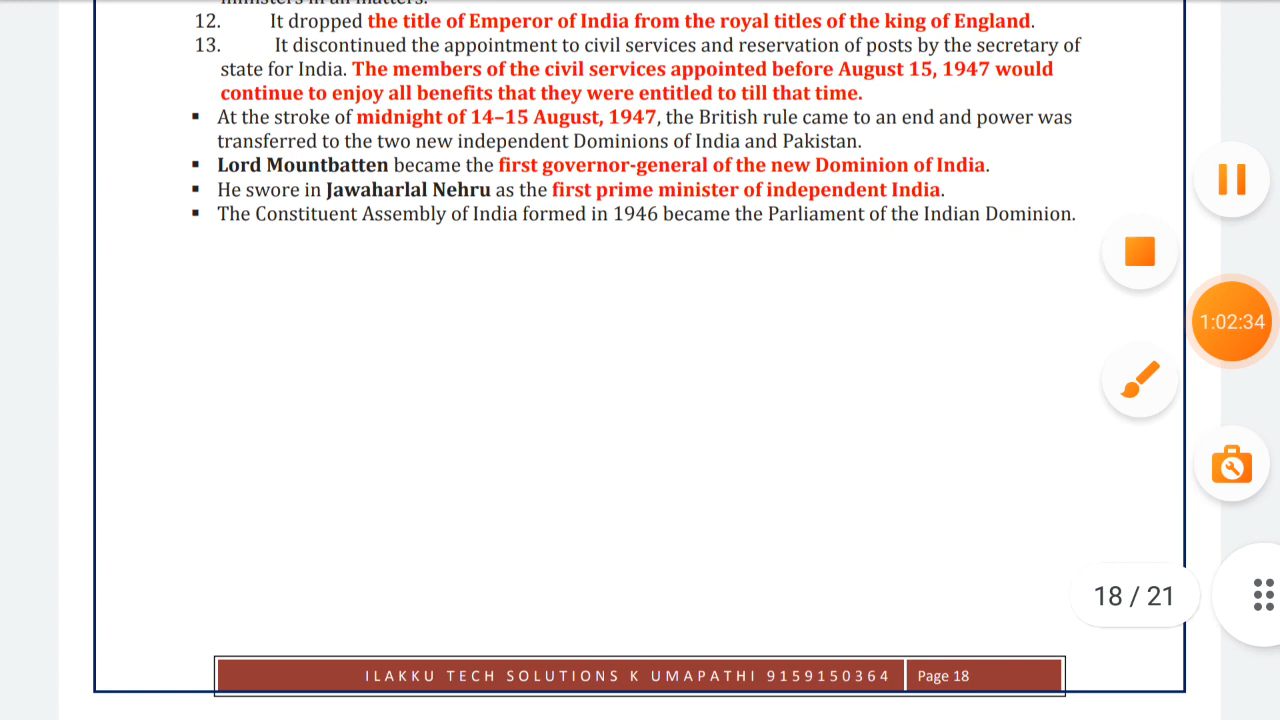 ministers in all matters.
12. It dropped the title of Emperor of India from the royal titles of the king of England.
13. It discontinued the appointment to civil services and reservation of posts by the secretary of
state for India. The members of the civil services appointed before August 15, 1947 would
continue to enjoy all benefits that they were entitled to till that time.
▪ At the stroke of midnight of 14–15 August, 1947, the British rule came to an end and power was
transferred to the two new independent Dominions of India and Pakistan.
▪ Lord Mountbatten became the first governor-general of the new Dominion of India.
▪ He swore in Jawaharlal Nehru as the first prime minister of independent India.
▪ The Constituent Assembly of India formed in 1946 became the Parliament of the Indian Dominion.
1:02:34
18 / 21
ILAKKU TECH SOLUTIONS K UMAPATHI 9159150364 Page 18